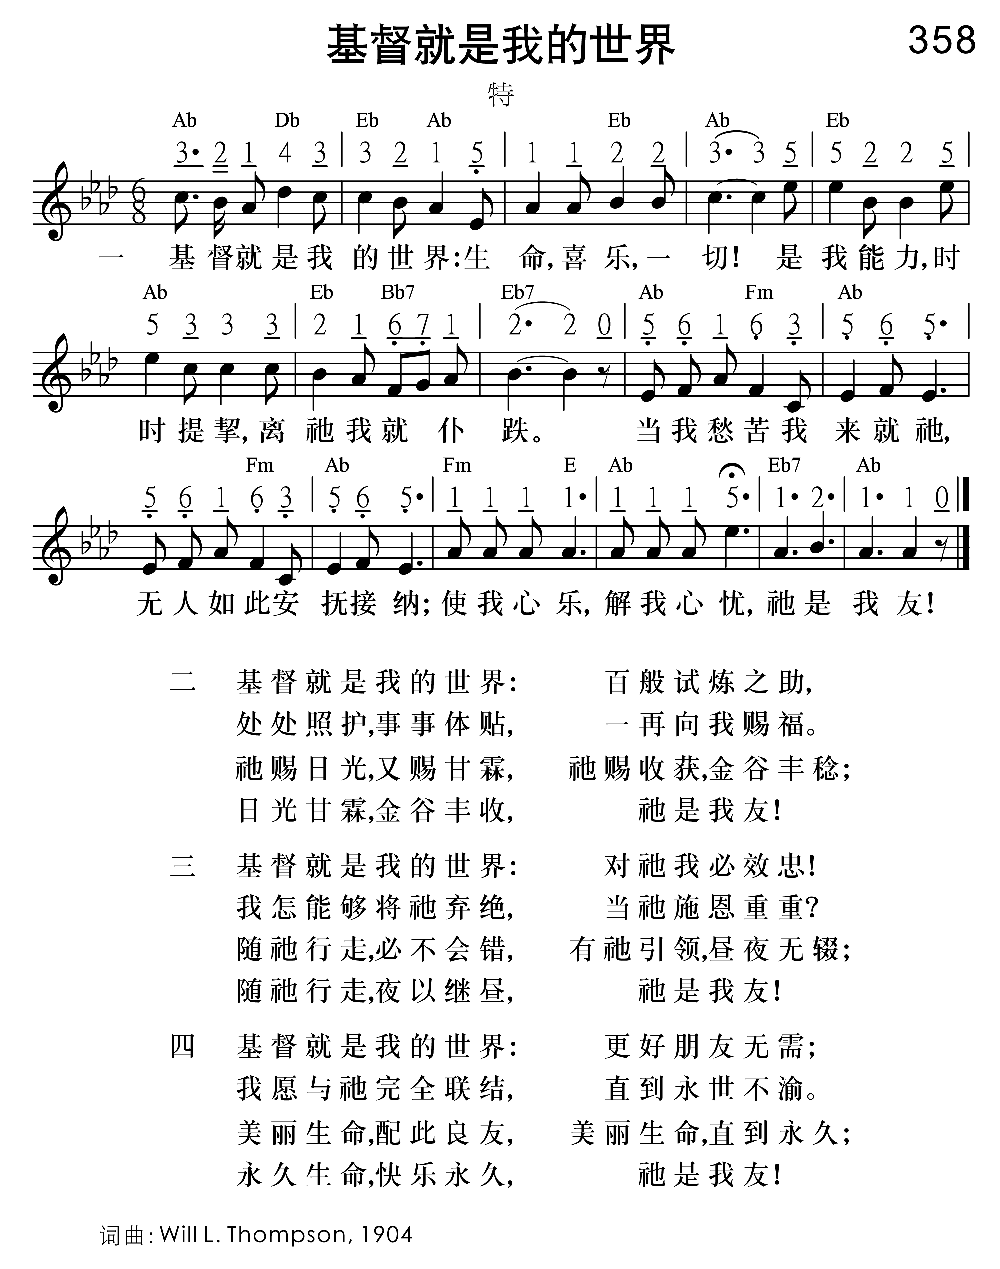 基督就是我的世界 358
特
Ab Db Eb Ab Eb Ab Eb
3· 2 1 4 3 3 2 1 5 1 1 2 2 3· 3 5 5 2 2 5
6
8
一 基督就是我 的世界:生 命,喜乐,一 切! 是我能力,时
Ab Eb Bb7 Eb7 Ab Fm Ab
5 3 3 3 2 1 6 7 1 2· 2 0 5 6 1 6 3 5 6 5·
时提挈,离祂我就 仆 跌。 当我愁苦我 来就祂,
Fm Ab Fm E Ab Eb7 Ab
5 6 1 6 3 5 6 5· 1 1 1 1· 1 1 1 5· 1· 2· 1· 1 0
无人如此安 抚接纳;使我心乐,解我心忧,祂是 我 友!
二 基督就是我的世界: 百般试炼之助,
处处照护,事事体贴, 一再向我赐福。
祂赐日光,又赐甘霖, 祂赐收获,金谷丰稔;
日光甘霖,金谷丰收, 祂是我友!
三 基督就是我的世界: 对祂我必效忠!
我怎能够将祂弃绝, 当祂施恩重重?
随祂行走,必不会错, 有祂引领,昼夜无辍;
随祂行走,夜以继昼, 祂是我友!
四 基督就是我的世界: 更好朋友无需;
我愿与祂完全联结, 直到永世不渝。
美丽生命,配此良友, 美丽生命,直到永久;
永久生命,快乐永久, 祂是我友!
词曲: Will L. Thompson, 1904